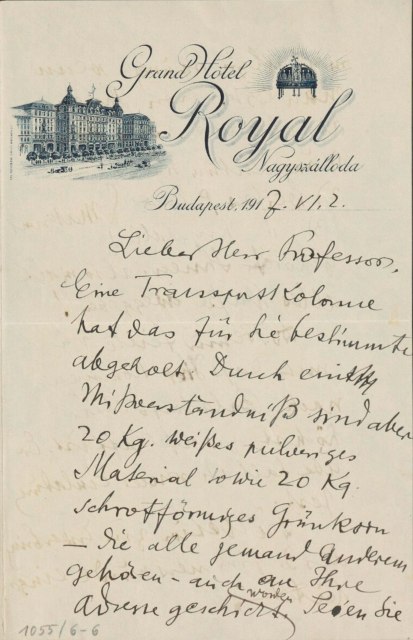 Grand Hôtel
Royal
Nagyszálloda
Budapest, 1917. VI. 2.
Lieber Herr Professor,
Eine Transportkolonne
hat das für Sie bestimmte
abgeholt. Durch ein
Mißverständniß sind aber
20 Kg. weißes pulveriges
Material sowie 20 Kg.
schrotförmiges Grünkorn
– die alle jemand anderem
gehören – auch an Ihre
Adresse geschickt worden. Seien Sie
1055/6-6